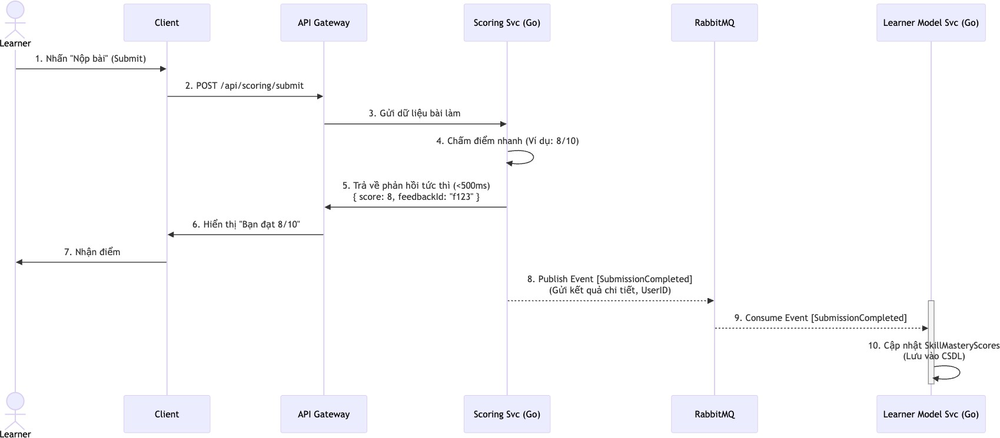 Client
API Gateway
Scoring Svc (Go)
RabbitMQ
Learner Model Svc (Go)
Learner
1. Nhấn "Nộp bài" (Submit)
2. POST /api/scoring/submit
3. Gửi dữ liệu bài làm
4. Chấm điểm nhanh (Ví dụ: 8/10)
5. Trả về phản hồi tức thì (<500ms)
{ score: 8, feedbackId: "f123" }
6. Hiển thị "Bạn đạt 8/10"
7. Nhận điểm
8. Publish Event [SubmissionCompleted]
(Gửi kết quả chi tiết, UserID)
9. Consume Event [SubmissionCompleted]
10. Cập nhật SkillMasteryScores
(Lưu vào CSDL)
Client
API Gateway
Scoring Svc (Go)
RabbitMQ
Learner Model Svc (Go)
Learner